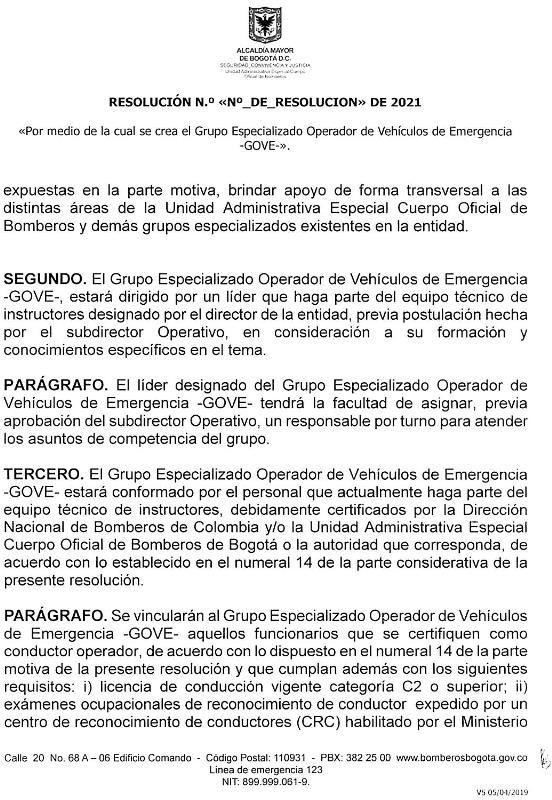 ALCALDÍA MAYOR
DE BOGOTÁ D.C.
SEGURIDAD, CONVIVENCIA Y JUSTICIA
Unidad Administrativa Especial Cuerpo
Oficial de Bomberos
RESOLUCIÓN N.º «Nº_DE_RESOLUCION» DE 2021
«Por medio de la cual se crea el Grupo Especializado Operador de Vehículos de Emergencia
-GOVE-».
expuestas en la parte motiva, brindar apoyo de forma transversal a las
distintas áreas de la Unidad Administrativa Especial Cuerpo Oficial de
Bomberos y demás grupos especializados existentes en la entidad.
SEGUNDO. El Grupo Especializado Operador de Vehículos de Emergencia
-GOVE-, estará dirigido por un líder que haga parte del equipo técnico de
instructores designado por el director de la entidad, previa postulación hecha
por el subdirector Operativo, en consideración a su formación y
conocimientos específicos en el tema.
PARÁGRAFO. El líder designado del Grupo Especializado Operador de
Vehículos de Emergencia -GOVE- tendrá la facultad de asignar, previa
aprobación del subdirector Operativo, un responsable por turno para atender
los asuntos de competencia del grupo.
TERCERO. El Grupo Especializado Operador de Vehículos de Emergencia
-GOVE- estará conformado por el personal que actualmente haga parte del
equipo técnico de instructores, debidamente certificados por la Dirección
Nacional de Bomberos de Colombia y/o la Unidad Administrativa Especial
Cuerpo Oficial de Bomberos de Bogotá o la autoridad que corresponda, de
acuerdo con lo establecido en el numeral 14 de la parte considerativa de la
presente resolución.
PARÁGRAFO. Se vincularán al Grupo Especializado Operador de Vehículos
de Emergencia -GOVE- aquellos funcionarios que se certifiquen como
conductor operador, de acuerdo con lo dispuesto en el numeral 14 de la parte
motiva de la presente resolución y que cumplan además con los siguientes
requisitos: i) licencia de conducción vigente categoría C2 o superior; ii)
exámenes ocupacionales de reconocimiento de conductor expedido por un
centro de reconocimiento de conductores (CRC) habilitado por el Ministerio
Calle 20 No. 68 A – 06 Edificio Comando - Código Postal: 110931 - PBX: 382 25 00 www.bomberosbogota.gov.co
Línea de emergencia 123
NIT: 899.999.061-9.
VS 05/04/2019